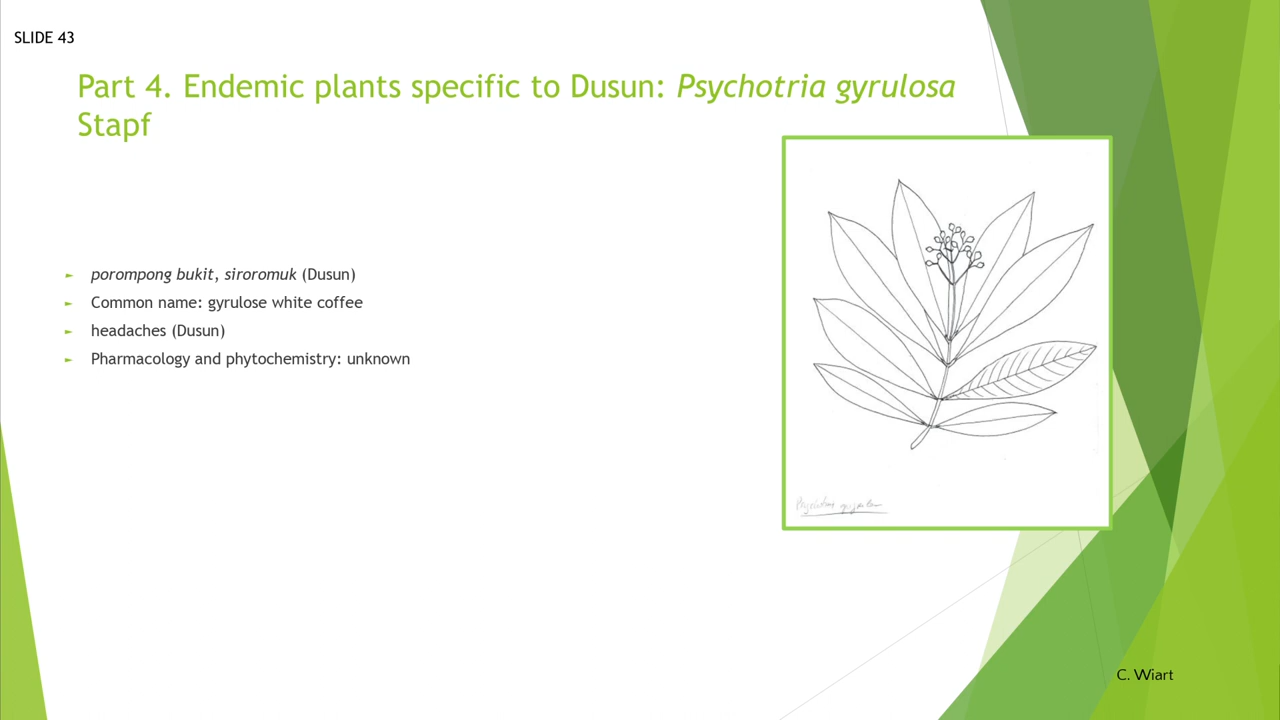 SLIDE 43
Part 4. Endemic plants specific to Dusun: Psychotria gyrulosa
Stapf
porompong bukit, siroromuk (Dusun)
Common name: gyrulose white coffee
headaches (Dusun)
Pharmacology and phytochemistry: unknown
C. Wiart